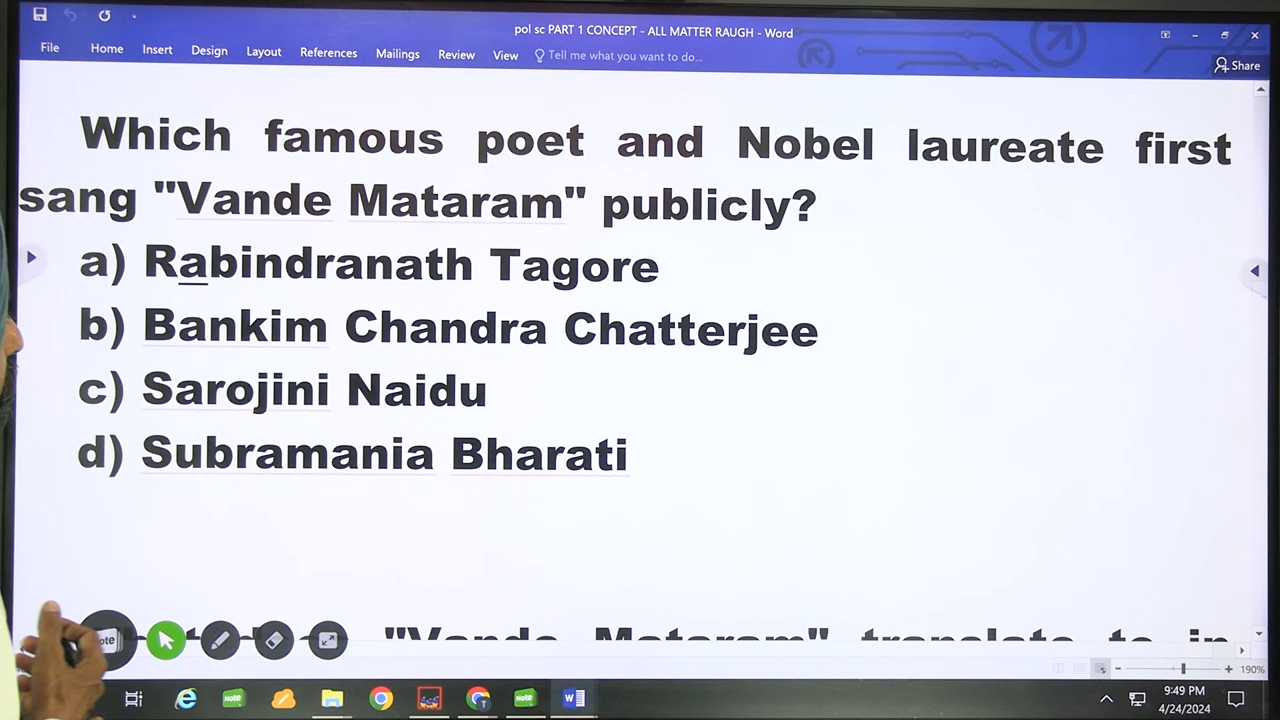 pol sc PART 1 CONCEPT - ALL MATTER RAUGH - Word
File Home Insert Design Layout References Mailings Review View Tell me what you want to do... Share
Which famous poet and Nobel laureate first
sang "Vande Mataram" publicly?
a) Rabindranath Tagore
b) Bankim Chandra Chatterjee
c) Sarojini Naidu
d) Subramania Bharati
"Vande Mataram" translate to in
190%
Note Note
9:49 PM
4/24/2024